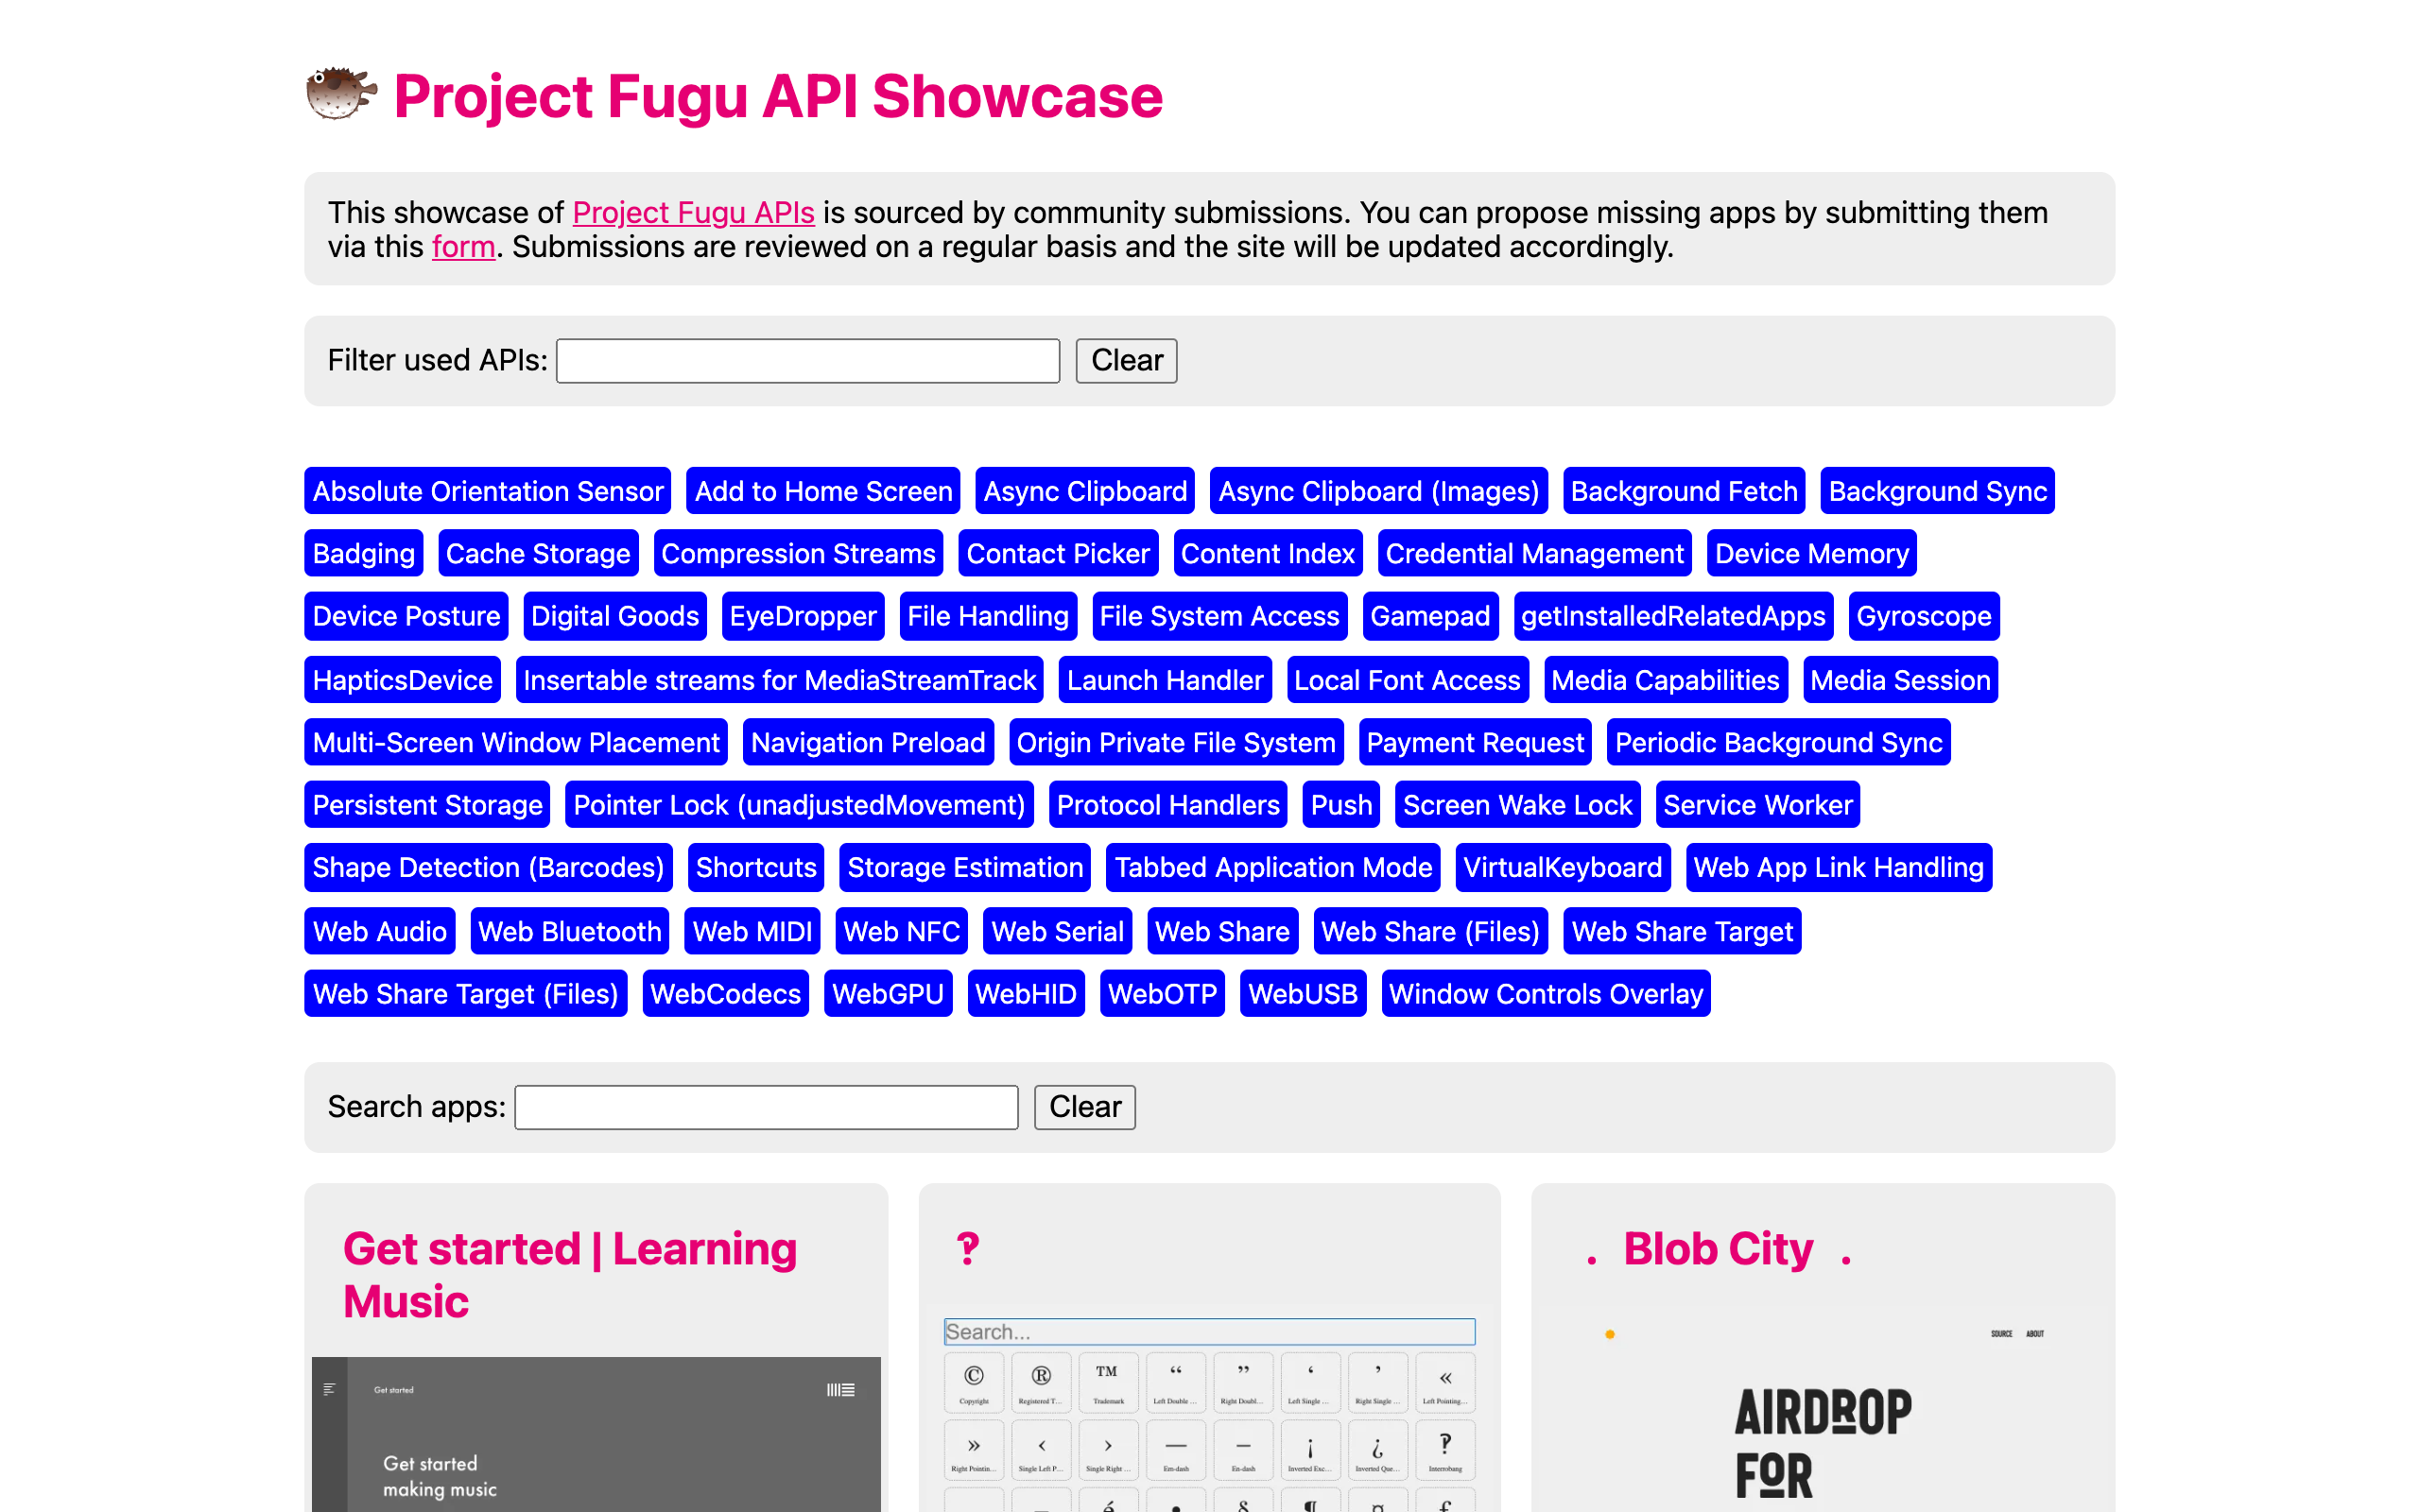 Project Fugu API Showcase
This showcase of Project Fugu APIs is sourced by community submissions. You can propose missing apps by submitting them
via this form. Submissions are reviewed on a regular basis and the site will be updated accordingly.
Filter used APIs: Clear
Absolute Orientation Sensor Add to Home Screen Async Clipboard Async Clipboard (Images) Background Fetch Background Sync
Badging Cache Storage Compression Streams Contact Picker Content Index Credential Management Device Memory
Device Posture Digital Goods EyeDropper File Handling File System Access Gamepad getInstalledRelatedApps Gyroscope
HapticsDevice Insertable streams for MediaStreamTrack Launch Handler Local Font Access Media Capabilities Media Session
Multi-Screen Window Placement Navigation Preload Origin Private File System Payment Request Periodic Background Sync
Persistent Storage Pointer Lock (unadjustedMovement) Protocol Handlers Push Screen Wake Lock Service Worker
Shape Detection (Barcodes) Shortcuts Storage Estimation Tabbed Application Mode VirtualKeyboard Web App Link Handling
Web Audio Web Bluetooth Web MIDI Web NFC Web Serial Web Share Web Share (Files) Web Share Target
Web Share Target (Files) WebCodecs WebGPU WebHID WebOTP WebUSB Window Controls Overlay
Search apps: Clear
Get started | Learning
Music
Get started
Get started
making music
‽
Search...
© ® ™ “ ” ‘ ’ «
Copyright Registered T... Trademark Left Double ... Right Doubl... Left Single ... Right Single ... Left Pointing...
» ‹ › — – ¡ ¿ ‽
Right Pointin... Single Left P... Single Right ... Em-dash En-dash Inverted Exc... Inverted Que... Interrobang
. Blob City .
SOURCE ABOUT
AIRDROP
FOR